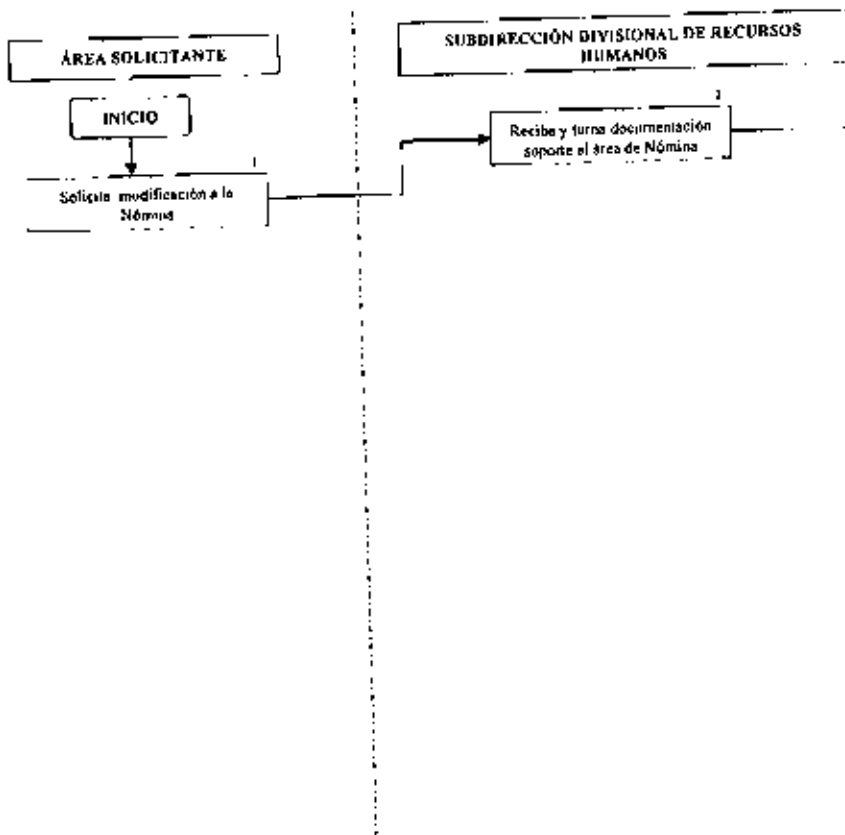 ÁREA SOLICITANTE
SUBDIRECCIÓN DIVISIONAL DE RECURSOS
HUMANOS
INICIO
1
Solicita modificación a la
Nómina
2
Recibe y turna documentación
soporte al área de Nómina